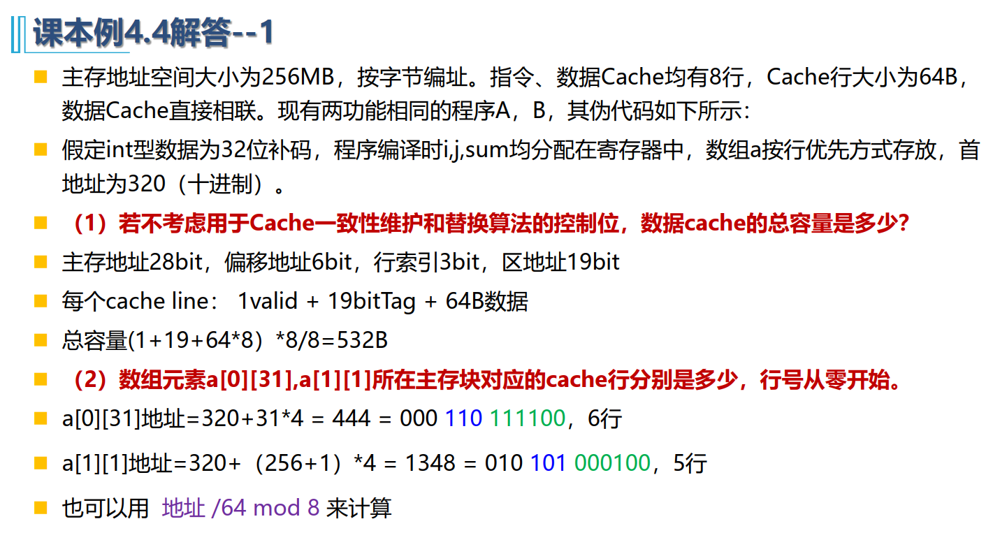 课本例4.4解答--1
主存地址空间大小为256MB，按字节编址。指令、数据Cache均有8行，Cache行大小为64B，
数据Cache直接相联。现有两功能相同的程序A，B，其伪代码如下所示：
假定int型数据为32位补码，程序编译时i,j,sum均分配在寄存器中，数组a按行优先方式存放，首
地址为320（十进制）。
（1）若不考虑用于Cache一致性维护和替换算法的控制位，数据cache的总容量是多少？
主存地址28bit，偏移地址6bit，行索引3bit，区地址19bit
每个cache line： 1valid + 19bitTag + 64B数据
总容量(1+19+64*8）*8/8=532B
（2）数组元素a[0][31],a[1][1]所在主存块对应的cache行分别是多少，行号从零开始。
a[0][31]地址=320+31*4 = 444 = 000 110 111100，6行
a[1][1]地址=320+（256+1）*4 = 1348 = 010 101 000100，5行
也可以用 地址 /64 mod 8 来计算